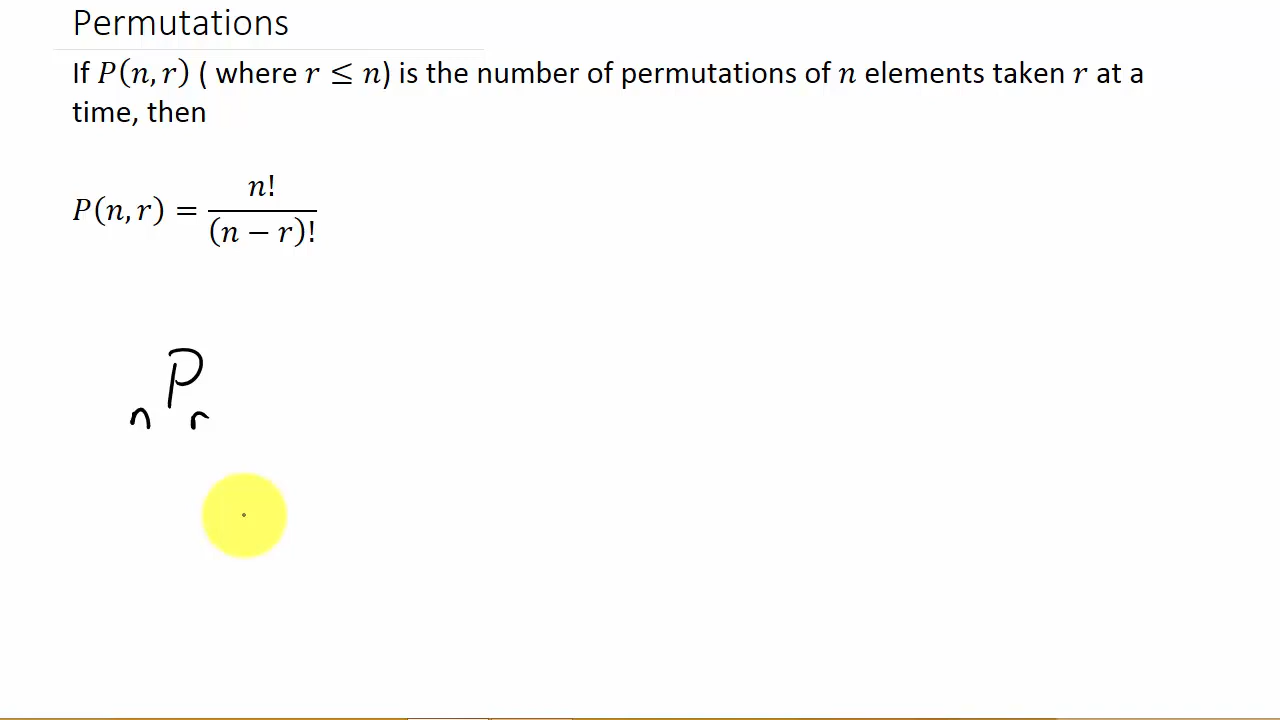 Permutations
If P(n, r) ( where r ≤ n) is the number of permutations of n elements taken r at a
time, then
P(n, r) = n! / (n − r)!
nPr